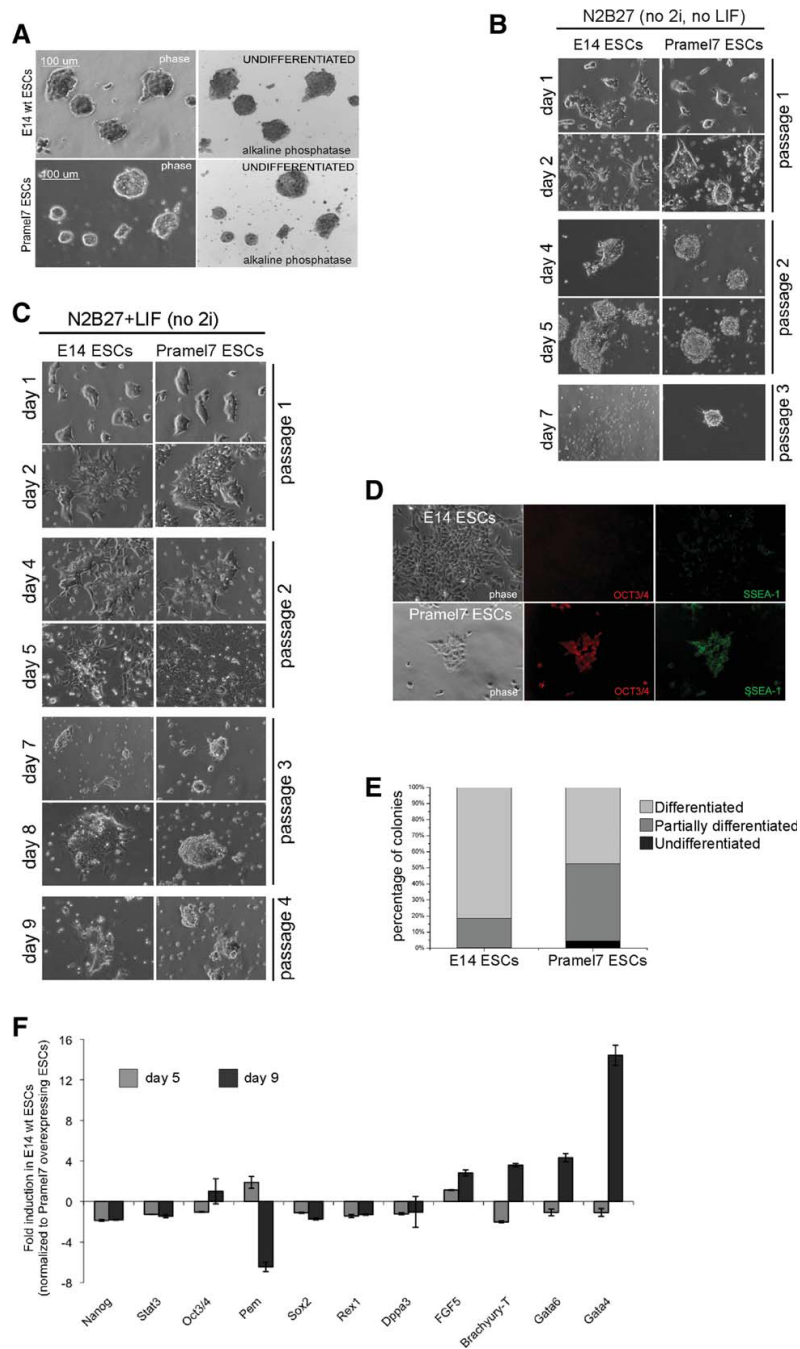 A
E14 wt ESCs
100 um
phase
UNDIFFERENTIATED
alkaline phosphatase
Pramel7 ESCs
100 um
phase
UNDIFFERENTIATED
alkaline phosphatase
B
N2B27 (no 2i, no LIF)
E14 ESCs Pramel7 ESCs
day 1
day 2
passage 1
day 4
day 5
passage 2
day 7
passage 3
C
N2B27+LIF (no 2i)
E14 ESCs Pramel7 ESCs
day 1
day 2
passage 1
day 4
day 5
passage 2
day 7
day 8
passage 3
day 9
passage 4
D
E14 ESCs
phase
OCT3/4
SSEA-1
Pramel7 ESCs
phase
OCT3/4
SSEA-1
E
percentage of colonies
100%
90%
80%
70%
60%
50%
40%
30%
20%
10%
0%
E14 ESCs Pramel7 ESCs
Differentiated
Partially differentiated
Undifferentiated
F
Fold induction in E14 wt ESCs
(normalized to Pramel7 overexpressing ESCs)
16
12
8
4
0
-4
-8
day 5 day 9
Nanog
Stat3
Oct3/4
Pem
Sox2
Rex1
Dppa3
FGF5
Brachyury-T
Gata6
Gata4